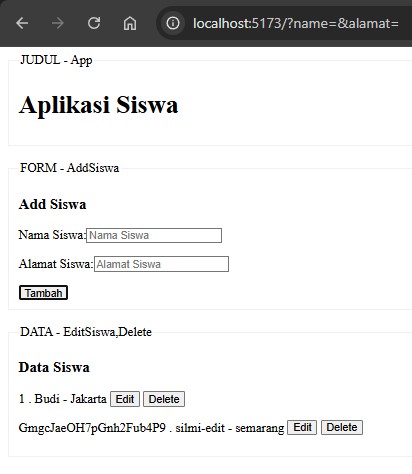 localhost:5173/?name=&alamat=
JUDUL - App
Aplikasi Siswa
FORM - AddSiswa
Add Siswa
Nama Siswa: Nama Siswa
Alamat Siswa: Alamat Siswa
Tambah
DATA - EditSiswa,Delete
Data Siswa
1 . Budi - Jakarta Edit Delete
GmgcJaeOH7pGnh2Fub4P9 . silmi-edit - semarang Edit Delete